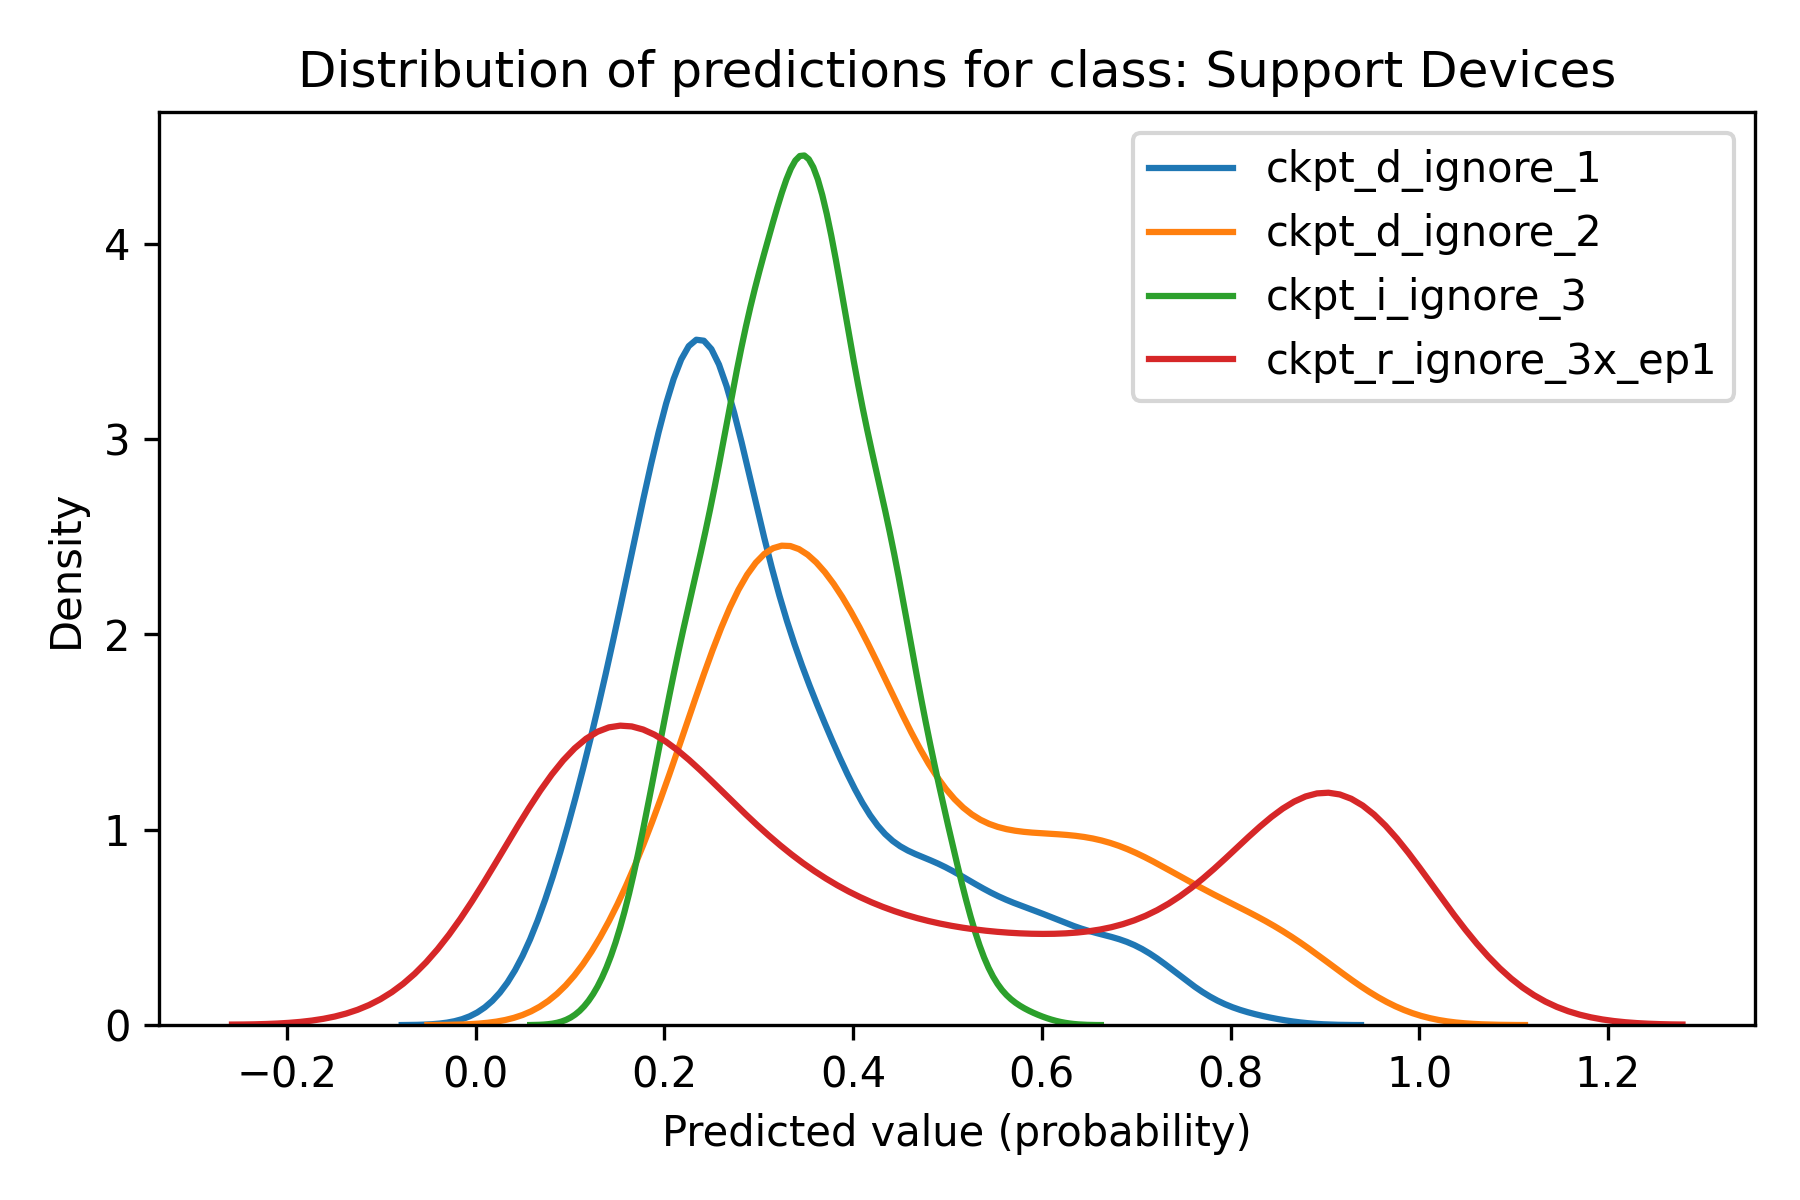 Distribution of predictions for class: Support Devices
ckpt_d_ignore_1
ckpt_d_ignore_2
ckpt_i_ignore_3
ckpt_r_ignore_3x_ep1
Density
4
3
2
1
0
−0.2 0.0 0.2 0.4 0.6 0.8 1.0 1.2
Predicted value (probability)